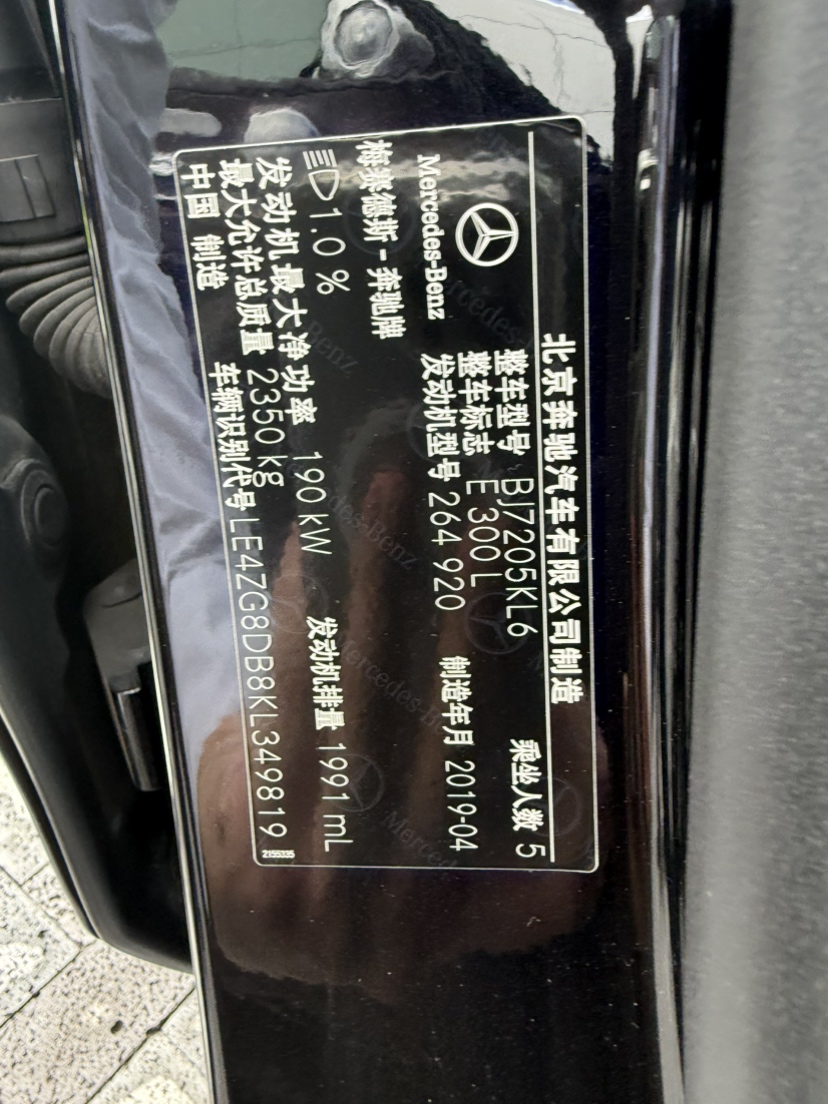 北京奔驰汽车有限公司制造
Mercedes-Benz
梅赛德斯-奔驰牌
整车型号 BJ7205KL6 乘坐人数 5
整车标志 E 300 L
发动机型号 264 920 制造年月 2019-04
1.0 %
发动机最大净功率 190 kW 发动机排量 1991 mL
最大允许总质量 2350 kg
中国 制造 车辆识别代号 LE4ZG8DB8KL349819